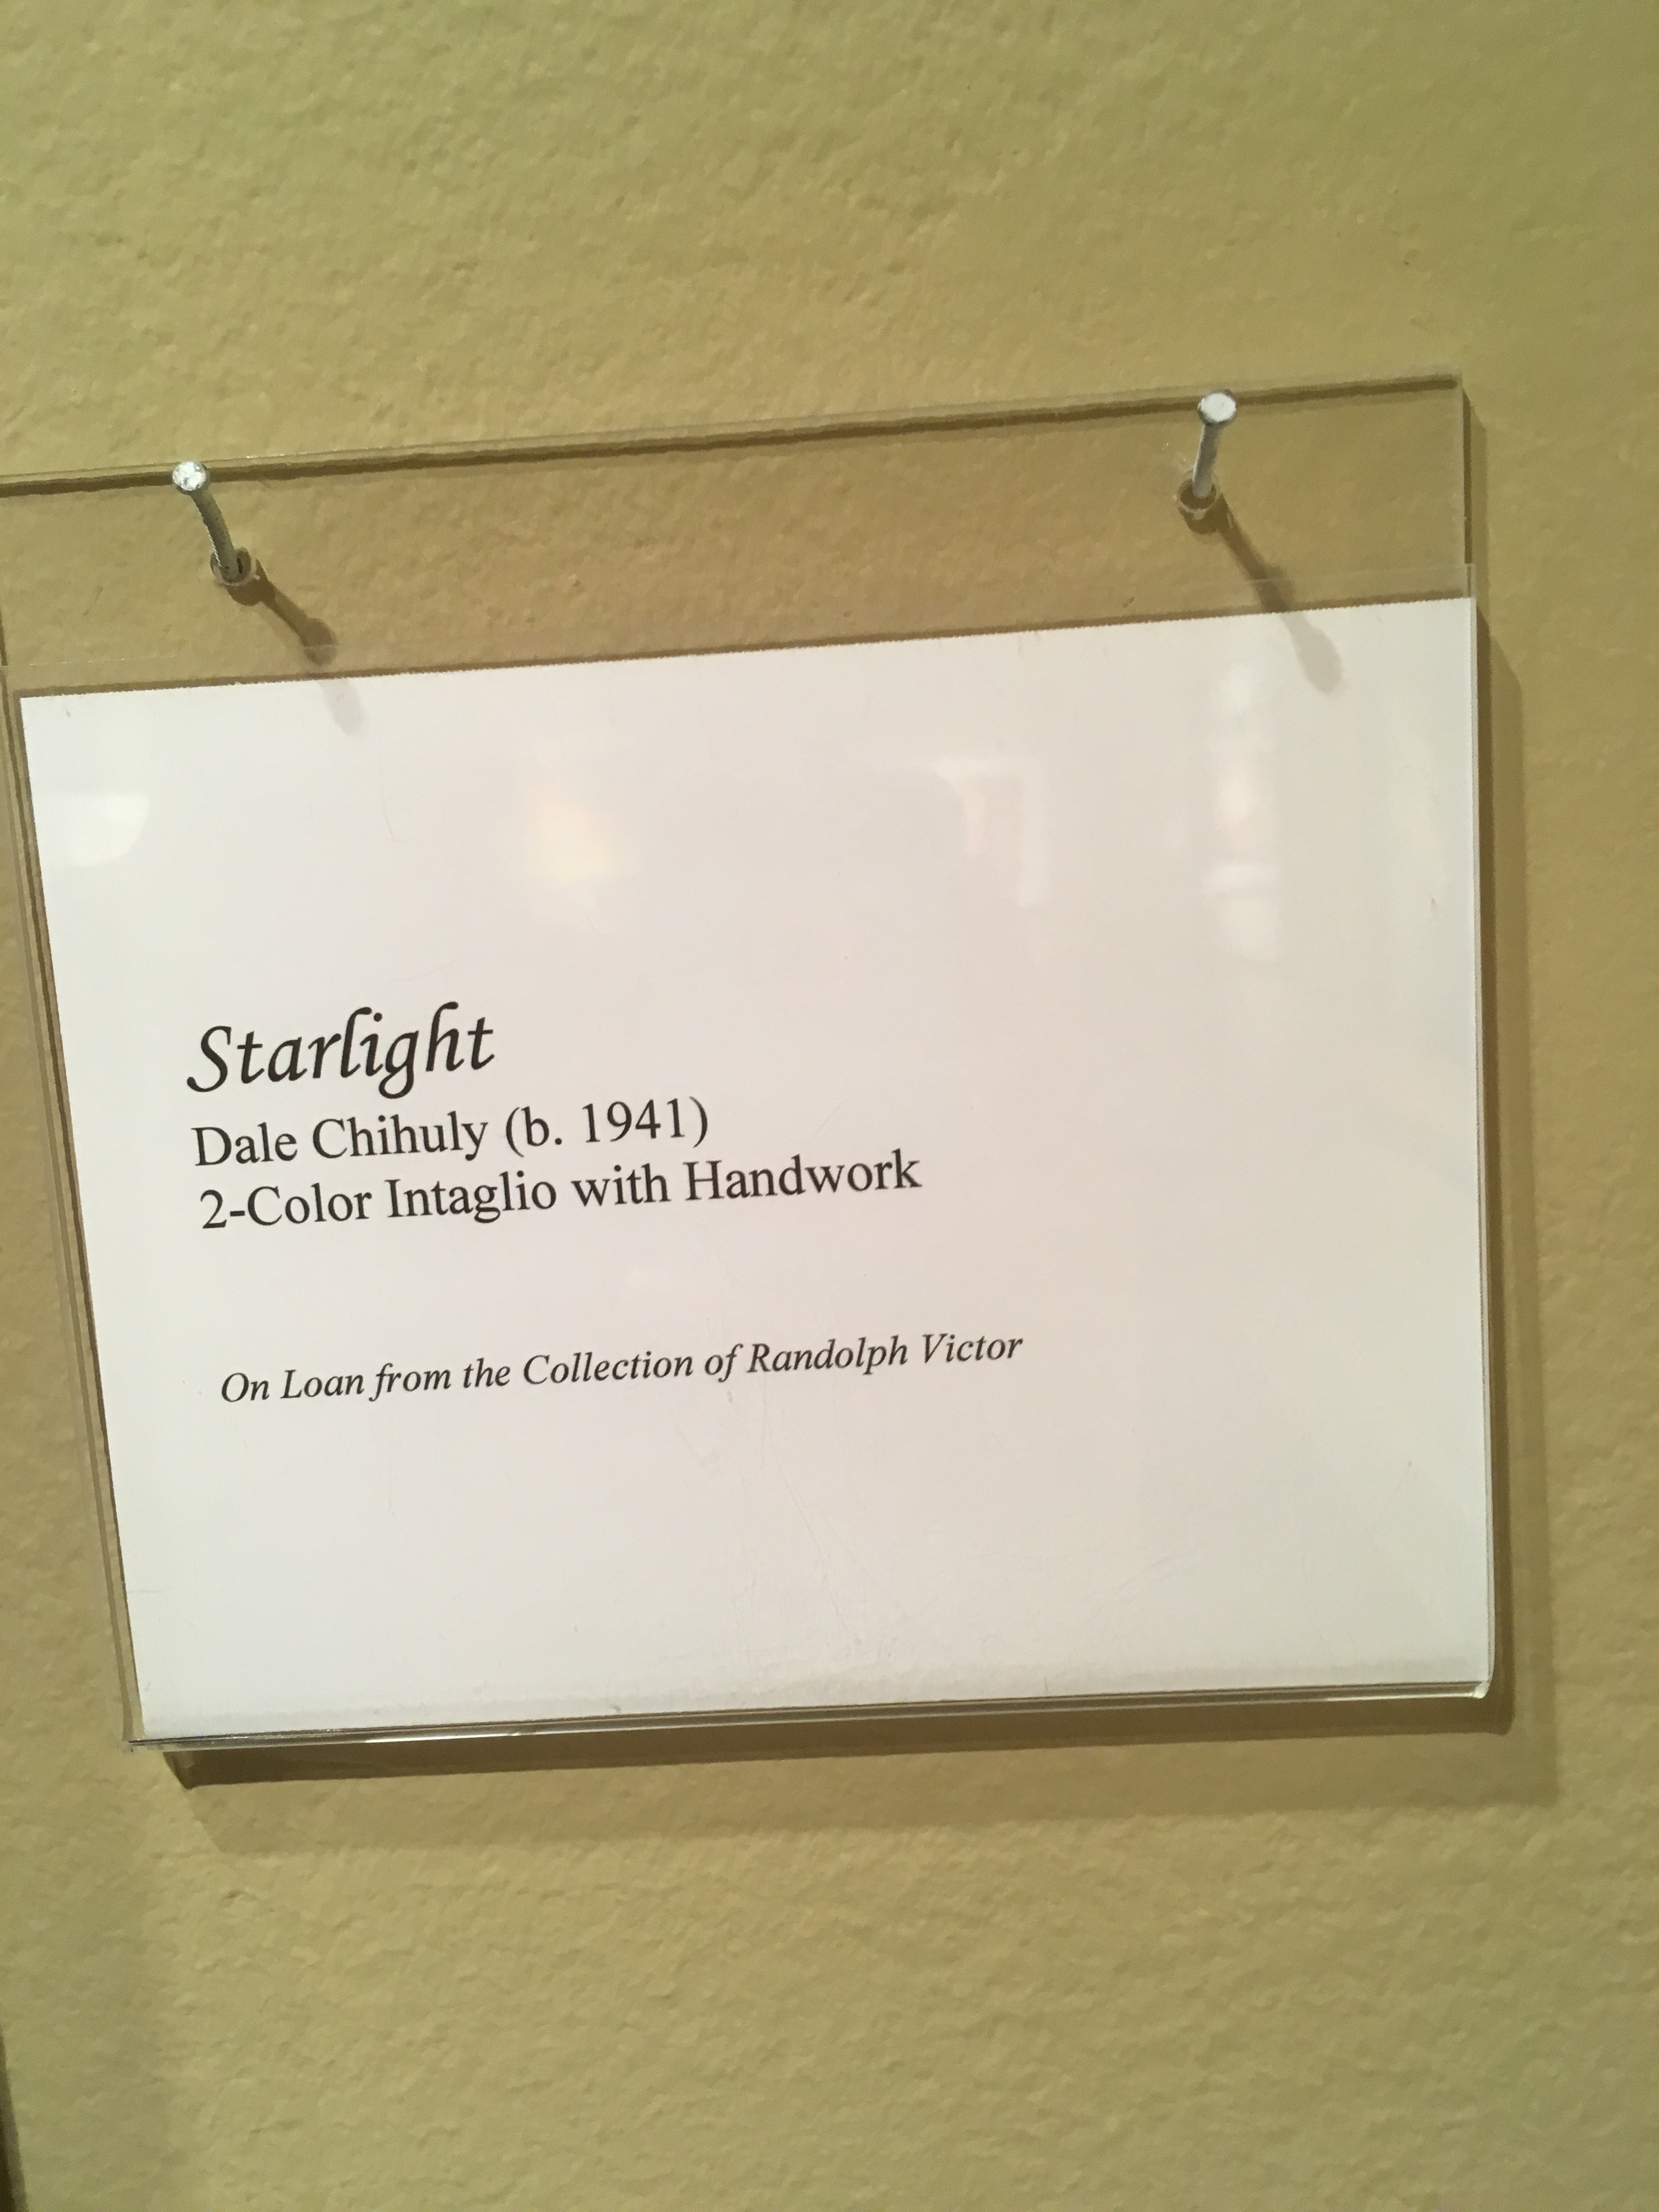 Starlight
Dale Chihuly (b. 1941)
2-Color Intaglio with Handwork
On Loan from the Collection of Randolph Victor